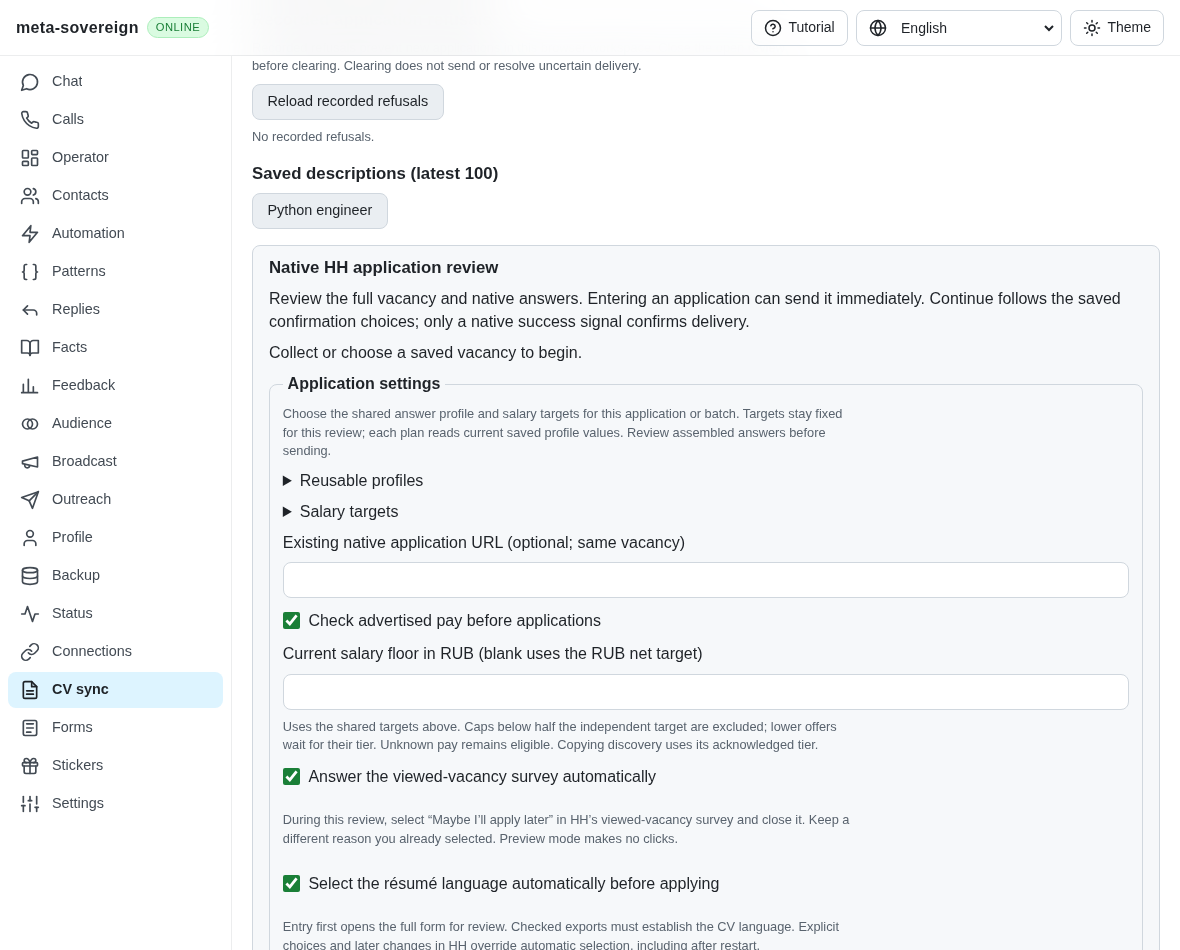 meta-sovereign ONLINE
Tutorial
English
Theme
Chat
Calls
Operator
Contacts
Automation
Patterns
Replies
Facts
Feedback
Audience
Broadcast
Outreach
Profile
Backup
Status
Connections
CV sync
Forms
Stickers
Settings
before clearing. Clearing does not send or resolve uncertain delivery.
Reload recorded refusals
No recorded refusals.
Saved descriptions (latest 100)
Python engineer
Native HH application review
Review the full vacancy and native answers. Entering an application can send it immediately. Continue follows the saved
confirmation choices; only a native success signal confirms delivery.
Collect or choose a saved vacancy to begin.
Application settings
Choose the shared answer profile and salary targets for this application or batch. Targets stay fixed
for this review; each plan reads current saved profile values. Review assembled answers before
sending.
Reusable profiles
Salary targets
Existing native application URL (optional; same vacancy)
Check advertised pay before applications
Current salary floor in RUB (blank uses the RUB net target)
Uses the shared targets above. Caps below half the independent target are excluded; lower offers
wait for their tier. Unknown pay remains eligible. Copying discovery uses its acknowledged tier.
Answer the viewed-vacancy survey automatically
During this review, select “Maybe I’ll apply later” in HH’s viewed-vacancy survey and close it. Keep a
different reason you already selected. Preview mode makes no clicks.
Select the résumé language automatically before applying
Entry first opens the full form for review. Checked exports must establish the CV language. Explicit
choices and later changes in HH override automatic selection, including after restart.